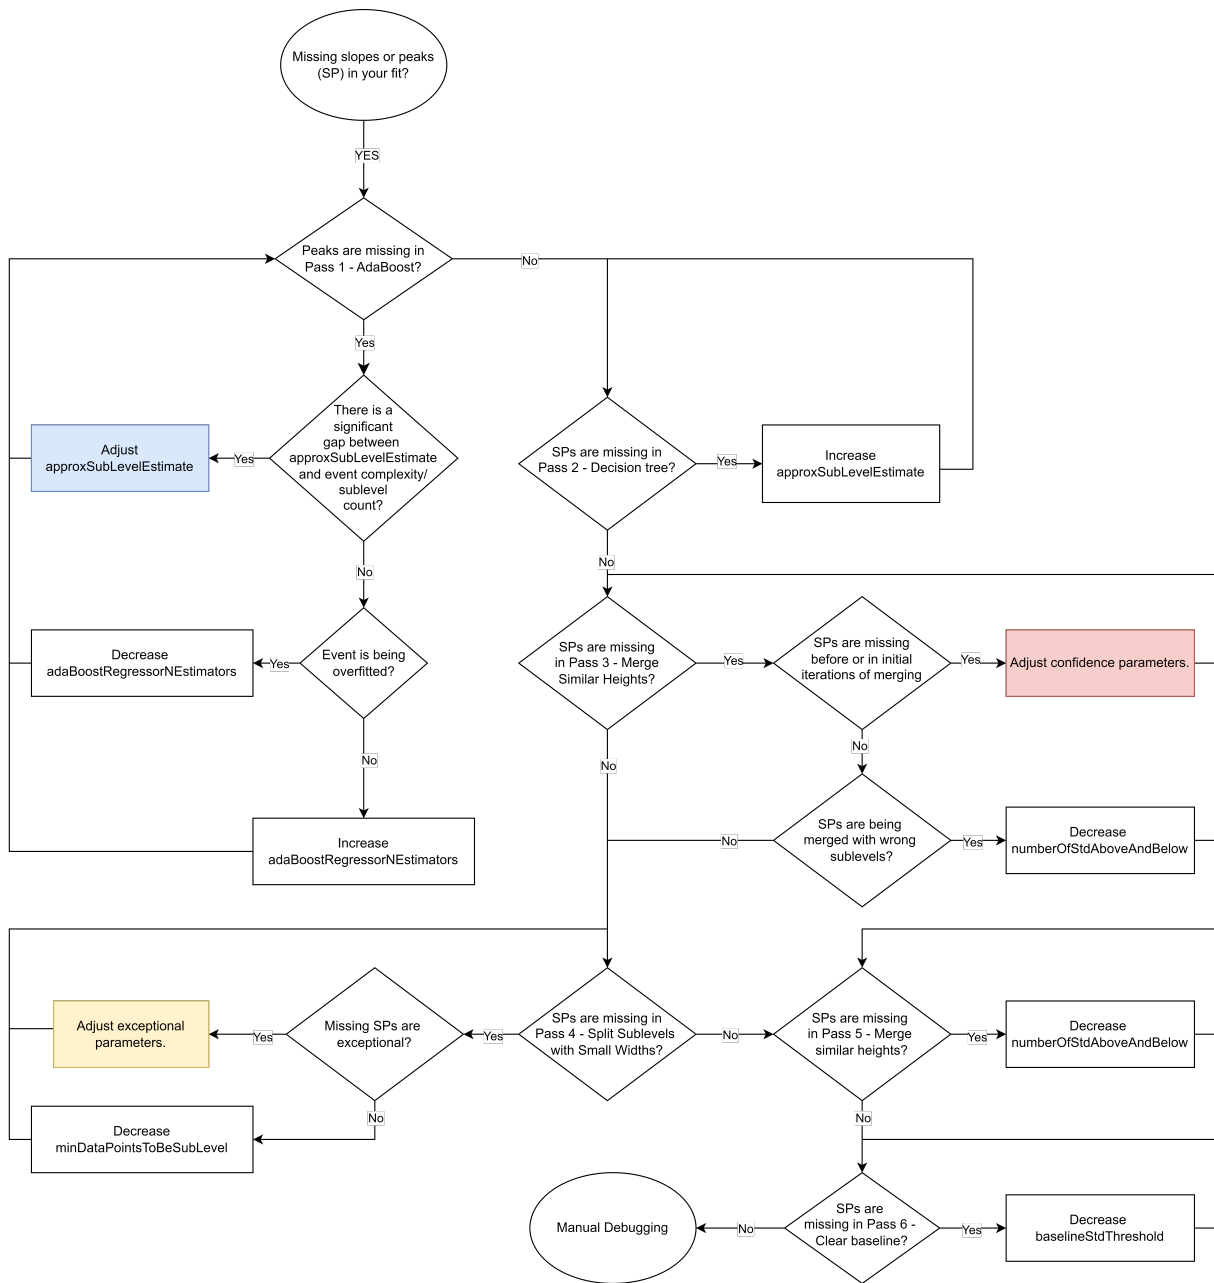 Missing slopes or peaks
(SP) in your fit?
YES
Peaks are missing in
Pass 1 - AdaBoost?
No
Yes
There is a
significant
gap between
approxSubLevelEstimate
and event complexity/
sublevel
count?
Yes
Adjust
approxSubLevelEstimate
SPs are missing in
Pass 2 - Decision tree?
Yes
Increase
approxSubLevelEstimate
No
No
Event is being
overfitted?
Yes
Decrease
adaBoostRegressorNEstimators
No
Increase
adaBoostRegressorNEstimators
SPs are missing
in Pass 3 - Merge
Similar Heights?
Yes
SPs are missing
before or in initial
iterations of merging
Yes
Adjust confidence parameters.
No
No
SPs are being
merged with wrong
sublevels?
No
Yes
Decrease
numberOfStdAboveAndBelow
SPs are missing in
Pass 4 - Split Sublevels
with Small Widths?
Yes
Missing SPs are
exceptional?
Yes
Adjust exceptional
parameters.
No
Decrease
minDataPointsToBeSubLevel
No
SPs are missing
in Pass 5 - Merge
similar heights?
Yes
Decrease
numberOfStdAboveAndBelow
No
SPs are
missing in Pass 6 -
Clear baseline?
Yes
Decrease
baselineStdThreshold
No
Manual Debugging